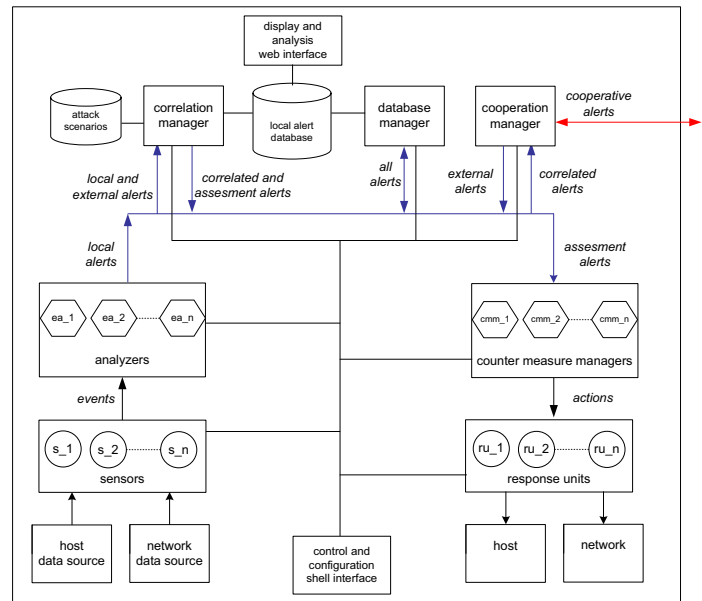 display and
analysis
web interface
attack
scenarios
correlation
manager
local alert
database
database
manager
cooperation
manager
cooperative
alerts
local and
external alerts
correlated and
assesment alerts
all
alerts
external
alerts
correlated
alerts
local
alerts
assesment
alerts
ea_1
ea_2
ea_n
analyzers
cmm_1
cmm_2
cmm_n
counter measure managers
events
actions
s_1
s_2
s_n
sensors
ru_1
ru_2
ru_n
response units
host
data source
network
data source
control and
configuration
shell interface
host
network